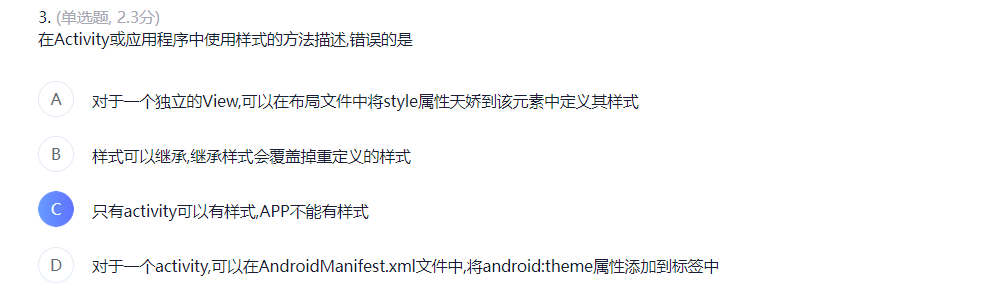 3. (单选题, 2.3分)
在Activity或应用程序中使用样式的方法描述,错误的是
A 对于一个独立的View,可以在布局文件中将style属性天娇到该元素中定义其样式
B 样式可以继承,继承样式会覆盖掉重定义的样式
C 只有activity可以有样式,APP不能有样式
D 对于一个activity,可以在AndroidManifest.xml文件中,将android:theme属性添加到标签中